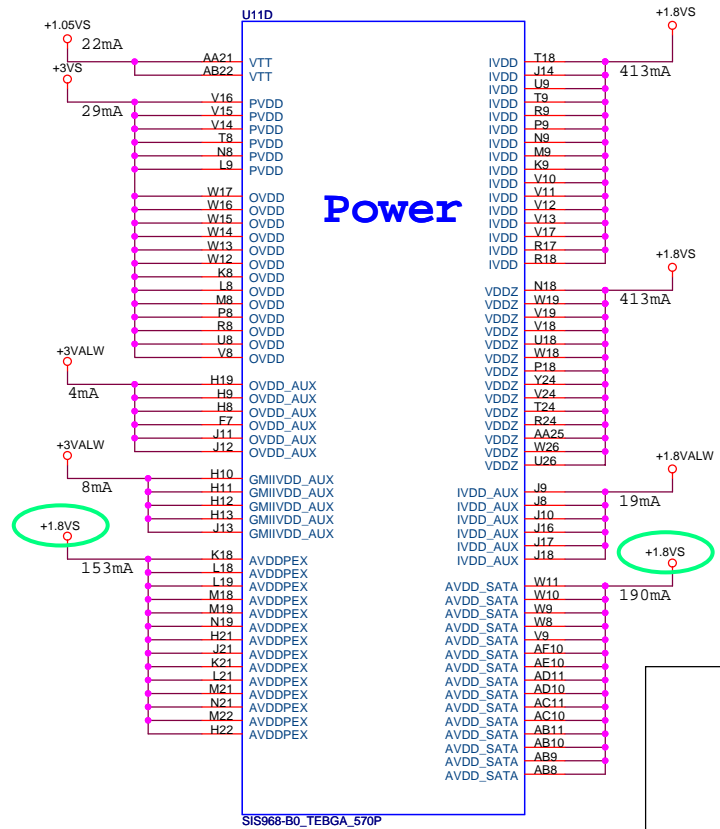 U11D
+1.05VS
22mA
AA21 VTT
AB22 VTT
+3VS
29mA
V16 PVDD
V15 PVDD
V14 PVDD
T8 PVDD
N8 PVDD
L9 PVDD
W17 OVDD
W16 OVDD
W15 OVDD
W14 OVDD
W13 OVDD
W12 OVDD
K8 OVDD
L8 OVDD
M8 OVDD
P8 OVDD
R8 OVDD
U8 OVDD
V8 OVDD
+3VALW
4mA
H19 OVDD_AUX
H9 OVDD_AUX
H8 OVDD_AUX
F7 OVDD_AUX
J11 OVDD_AUX
J12 OVDD_AUX
+3VALW
8mA
H10 GMIIVDD_AUX
H11 GMIIVDD_AUX
H12 GMIIVDD_AUX
H13 GMIIVDD_AUX
J13 GMIIVDD_AUX
+1.8VS
153mA
K18 AVDDPEX
L18 AVDDPEX
L19 AVDDPEX
M18 AVDDPEX
M19 AVDDPEX
N19 AVDDPEX
H21 AVDDPEX
J21 AVDDPEX
K21 AVDDPEX
L21 AVDDPEX
M21 AVDDPEX
N21 AVDDPEX
M22 AVDDPEX
H22 AVDDPEX
Power
+1.8VS
413mA
IVDD T18
IVDD J14
IVDD U9
IVDD T9
IVDD R9
IVDD P9
IVDD N9
IVDD M9
IVDD K9
IVDD V10
IVDD V11
IVDD V12
IVDD V13
IVDD V17
IVDD R17
IVDD R18
+1.8VS
413mA
VDDZ N18
VDDZ W19
VDDZ V19
VDDZ V18
VDDZ U18
VDDZ W18
VDDZ P18
VDDZ Y24
VDDZ V24
VDDZ T24
VDDZ R24
VDDZ AA25
VDDZ W26
VDDZ U26
+1.8VALW
19mA
IVDD_AUX J9
IVDD_AUX J8
IVDD_AUX J10
IVDD_AUX J16
IVDD_AUX J17
IVDD_AUX J18
+1.8VS
190mA
AVDD_SATA W11
AVDD_SATA W10
AVDD_SATA W9
AVDD_SATA W8
AVDD_SATA V9
AVDD_SATA AF10
AVDD_SATA AE10
AVDD_SATA AD11
AVDD_SATA AD10
AVDD_SATA AC11
AVDD_SATA AC10
AVDD_SATA AB11
AVDD_SATA AB10
AVDD_SATA AB9
AVDD_SATA AB8
SIS968-B0_TEBGA_570P